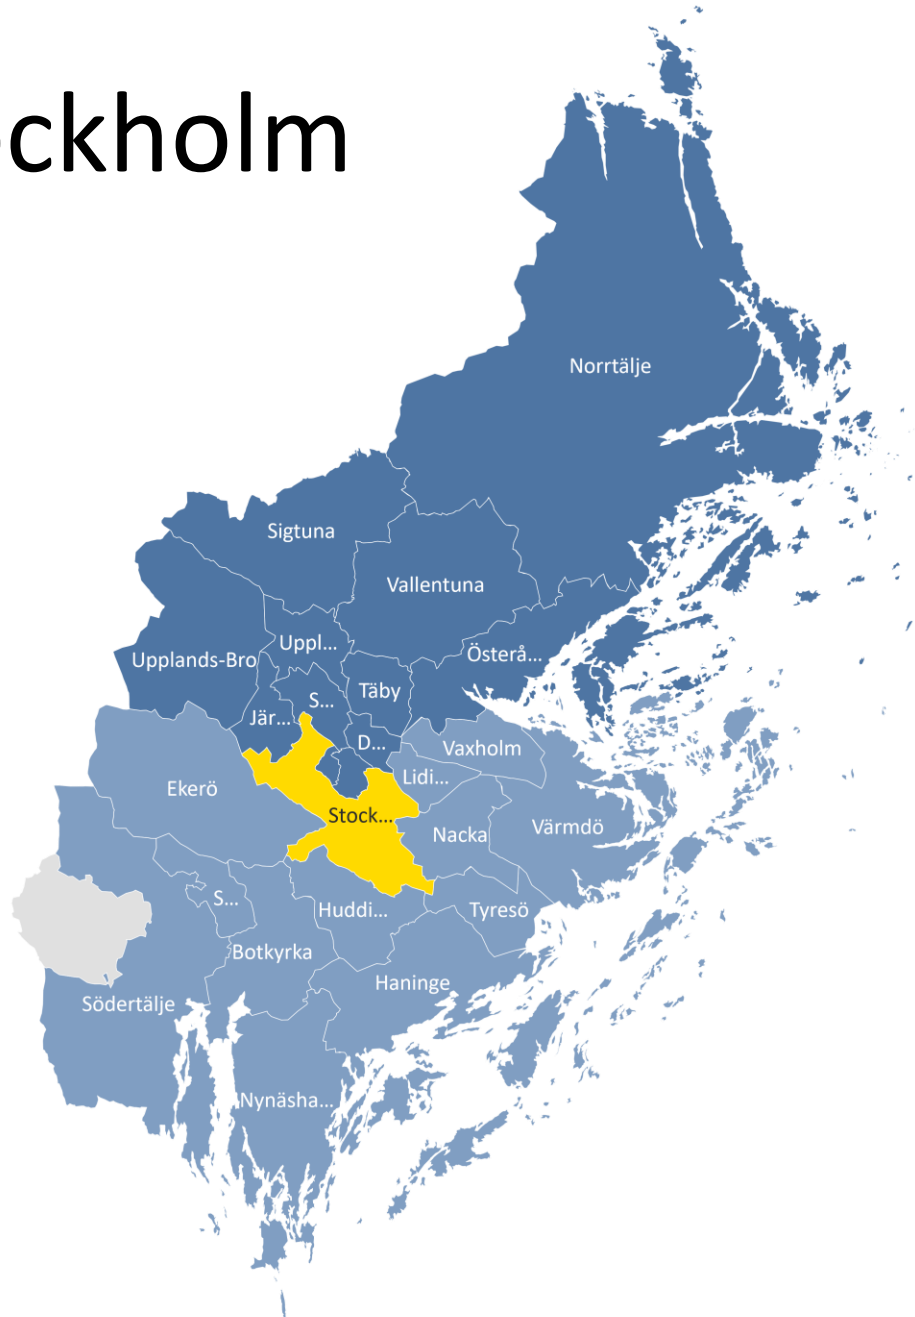 ckholm
Norrtälje
Sigtuna
Vallentuna
Uppl...
Österå...
Upplands-Bro
Täby
S...
Jär...
D...
Vaxholm
Lidi...
Ekerö
Stock...
Värmdö
Nacka
S...
Huddi...
Tyresö
Botkyrka
Haninge
Södertälje
Nynäsha...